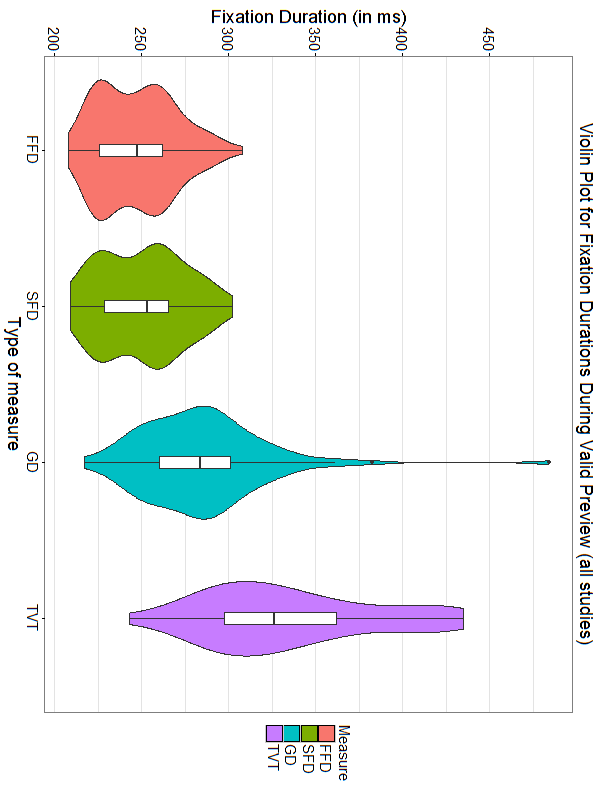 Violin Plot for Fixation Durations During Valid Preview (all studies)
Fixation Duration (in ms)
450
400
350
300
250
200
FFD
SFD
GD
TVT
Type of measure
Measure
FFD
SFD
GD
TVT